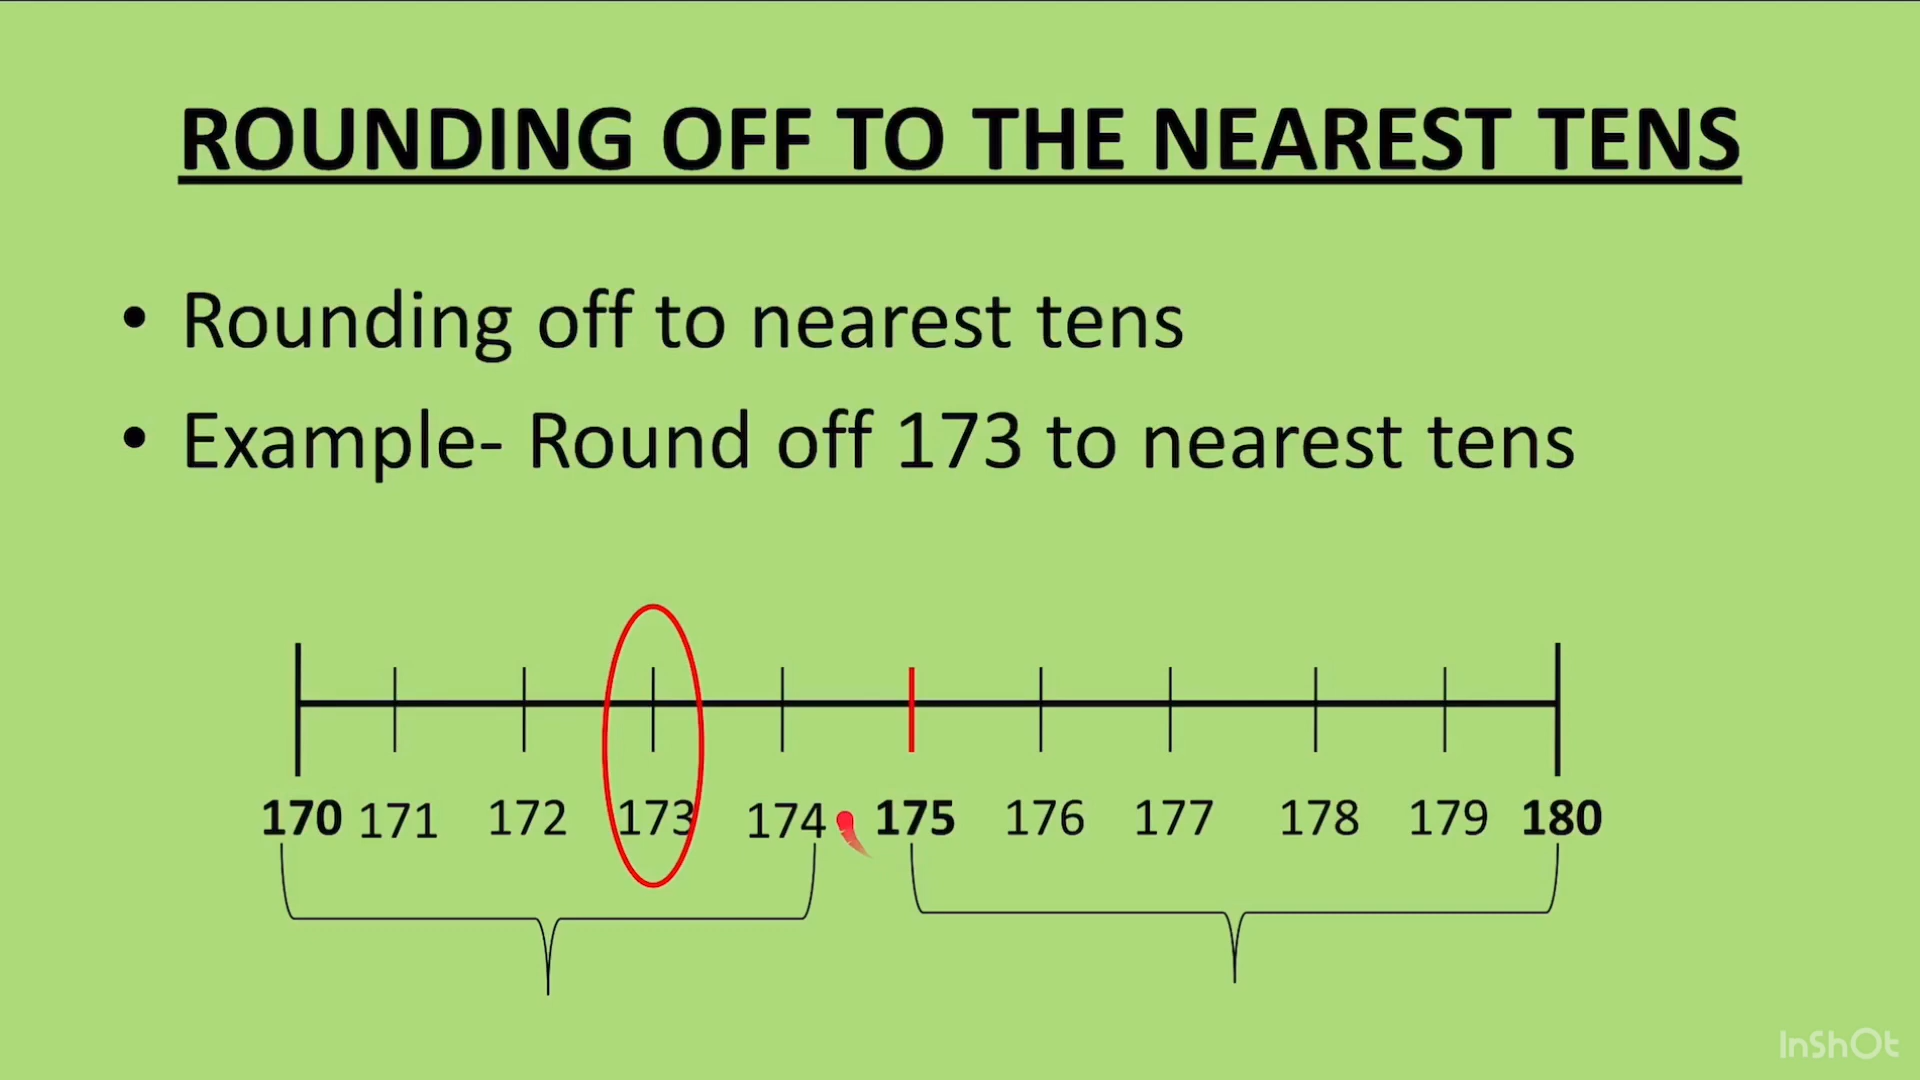 ROUNDING OFF TO THE NEAREST TENS
• Rounding off to nearest tens
• Example- Round off 173 to nearest tens
170 171 172 173 174 175 176 177 178 179 180
InShOt